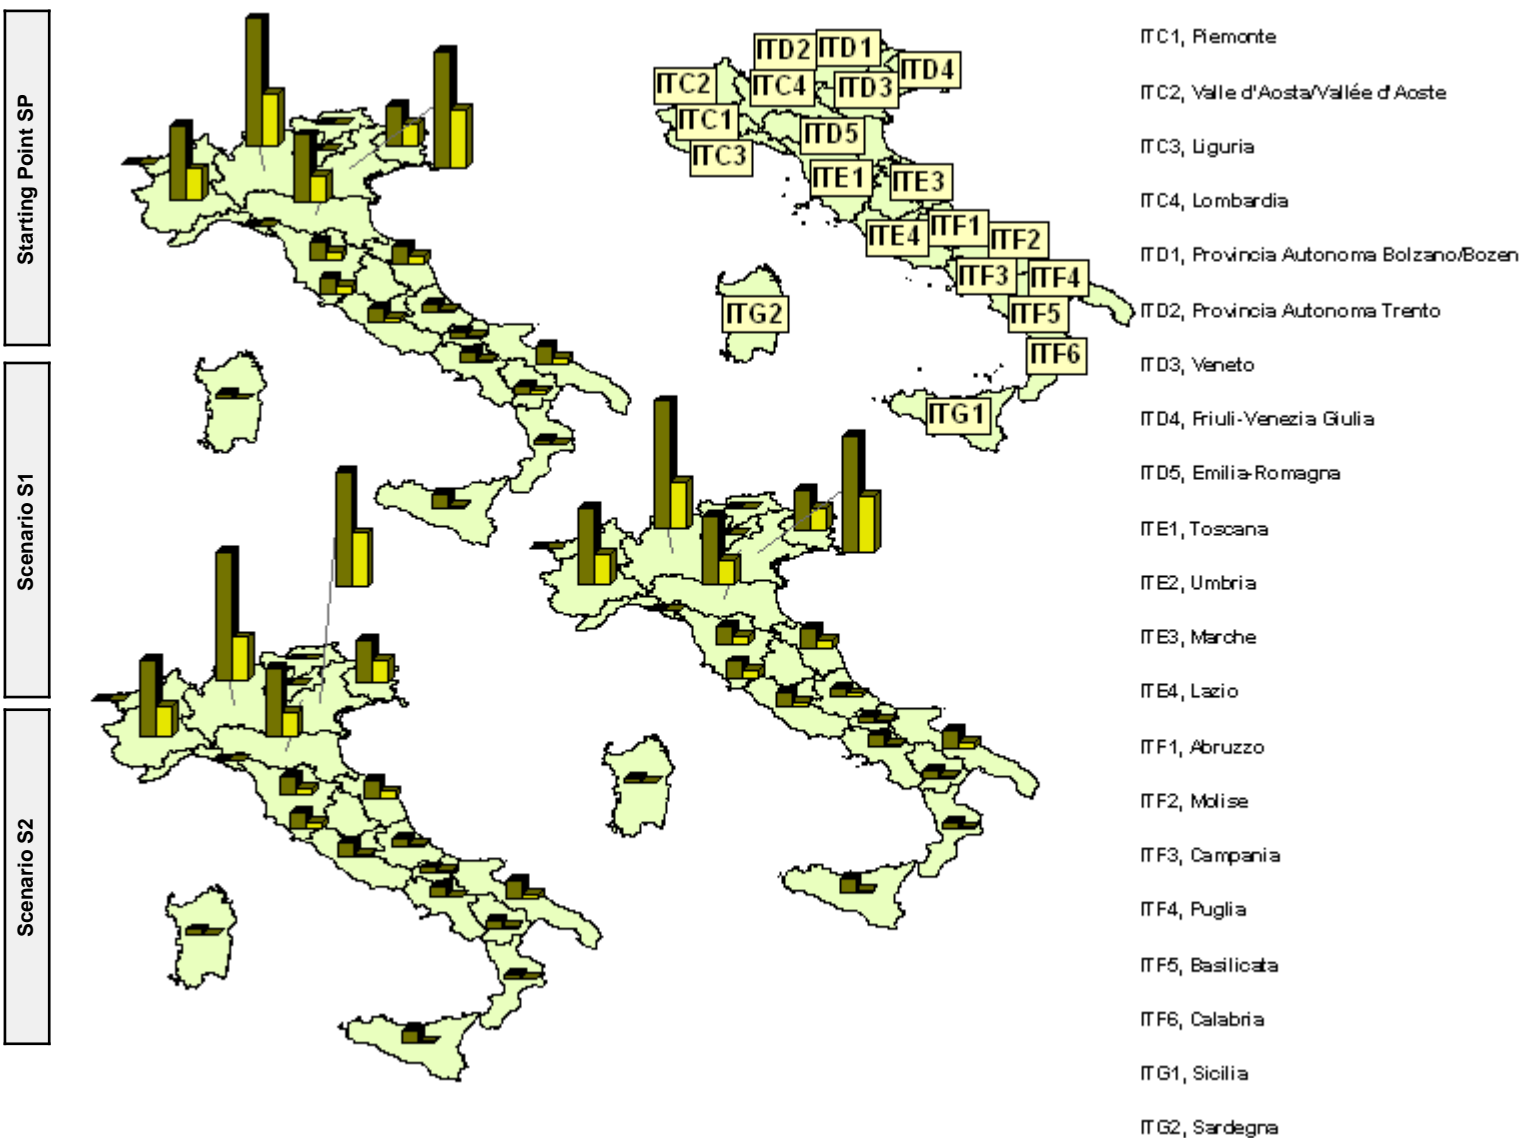 Starting Point SP
Scenario S1
Scenario S2
ITD2
ITD1
ITD4
ITC2
ITC4
ITD3
ITC1
ITD5
ITC3
ITE1
ITE3
ITE4
ITF1
ITF2
ITF3
ITF4
ITG2
ITF5
ITF6
ITG1
ITC1, Piemonte
ITC2, Valle d'Aosta/Vallée d'Aoste
ITC3, Liguria
ITC4, Lombardia
ITD1, Provincia Autonoma Bolzano/Bozen
ITD2, Provincia Autonoma Trento
ITD3, Veneto
ITD4, Friuli-Venezia Giulia
ITD5, Emilia-Romagna
ITE1, Toscana
ITE2, Umbria
ITE3, Marche
ITE4, Lazio
ITF1, Abruzzo
ITF2, Molise
ITF3, Campania
ITF4, Puglia
ITF5, Basilicata
ITF6, Calabria
ITG1, Sicilia
ITG2, Sardegna